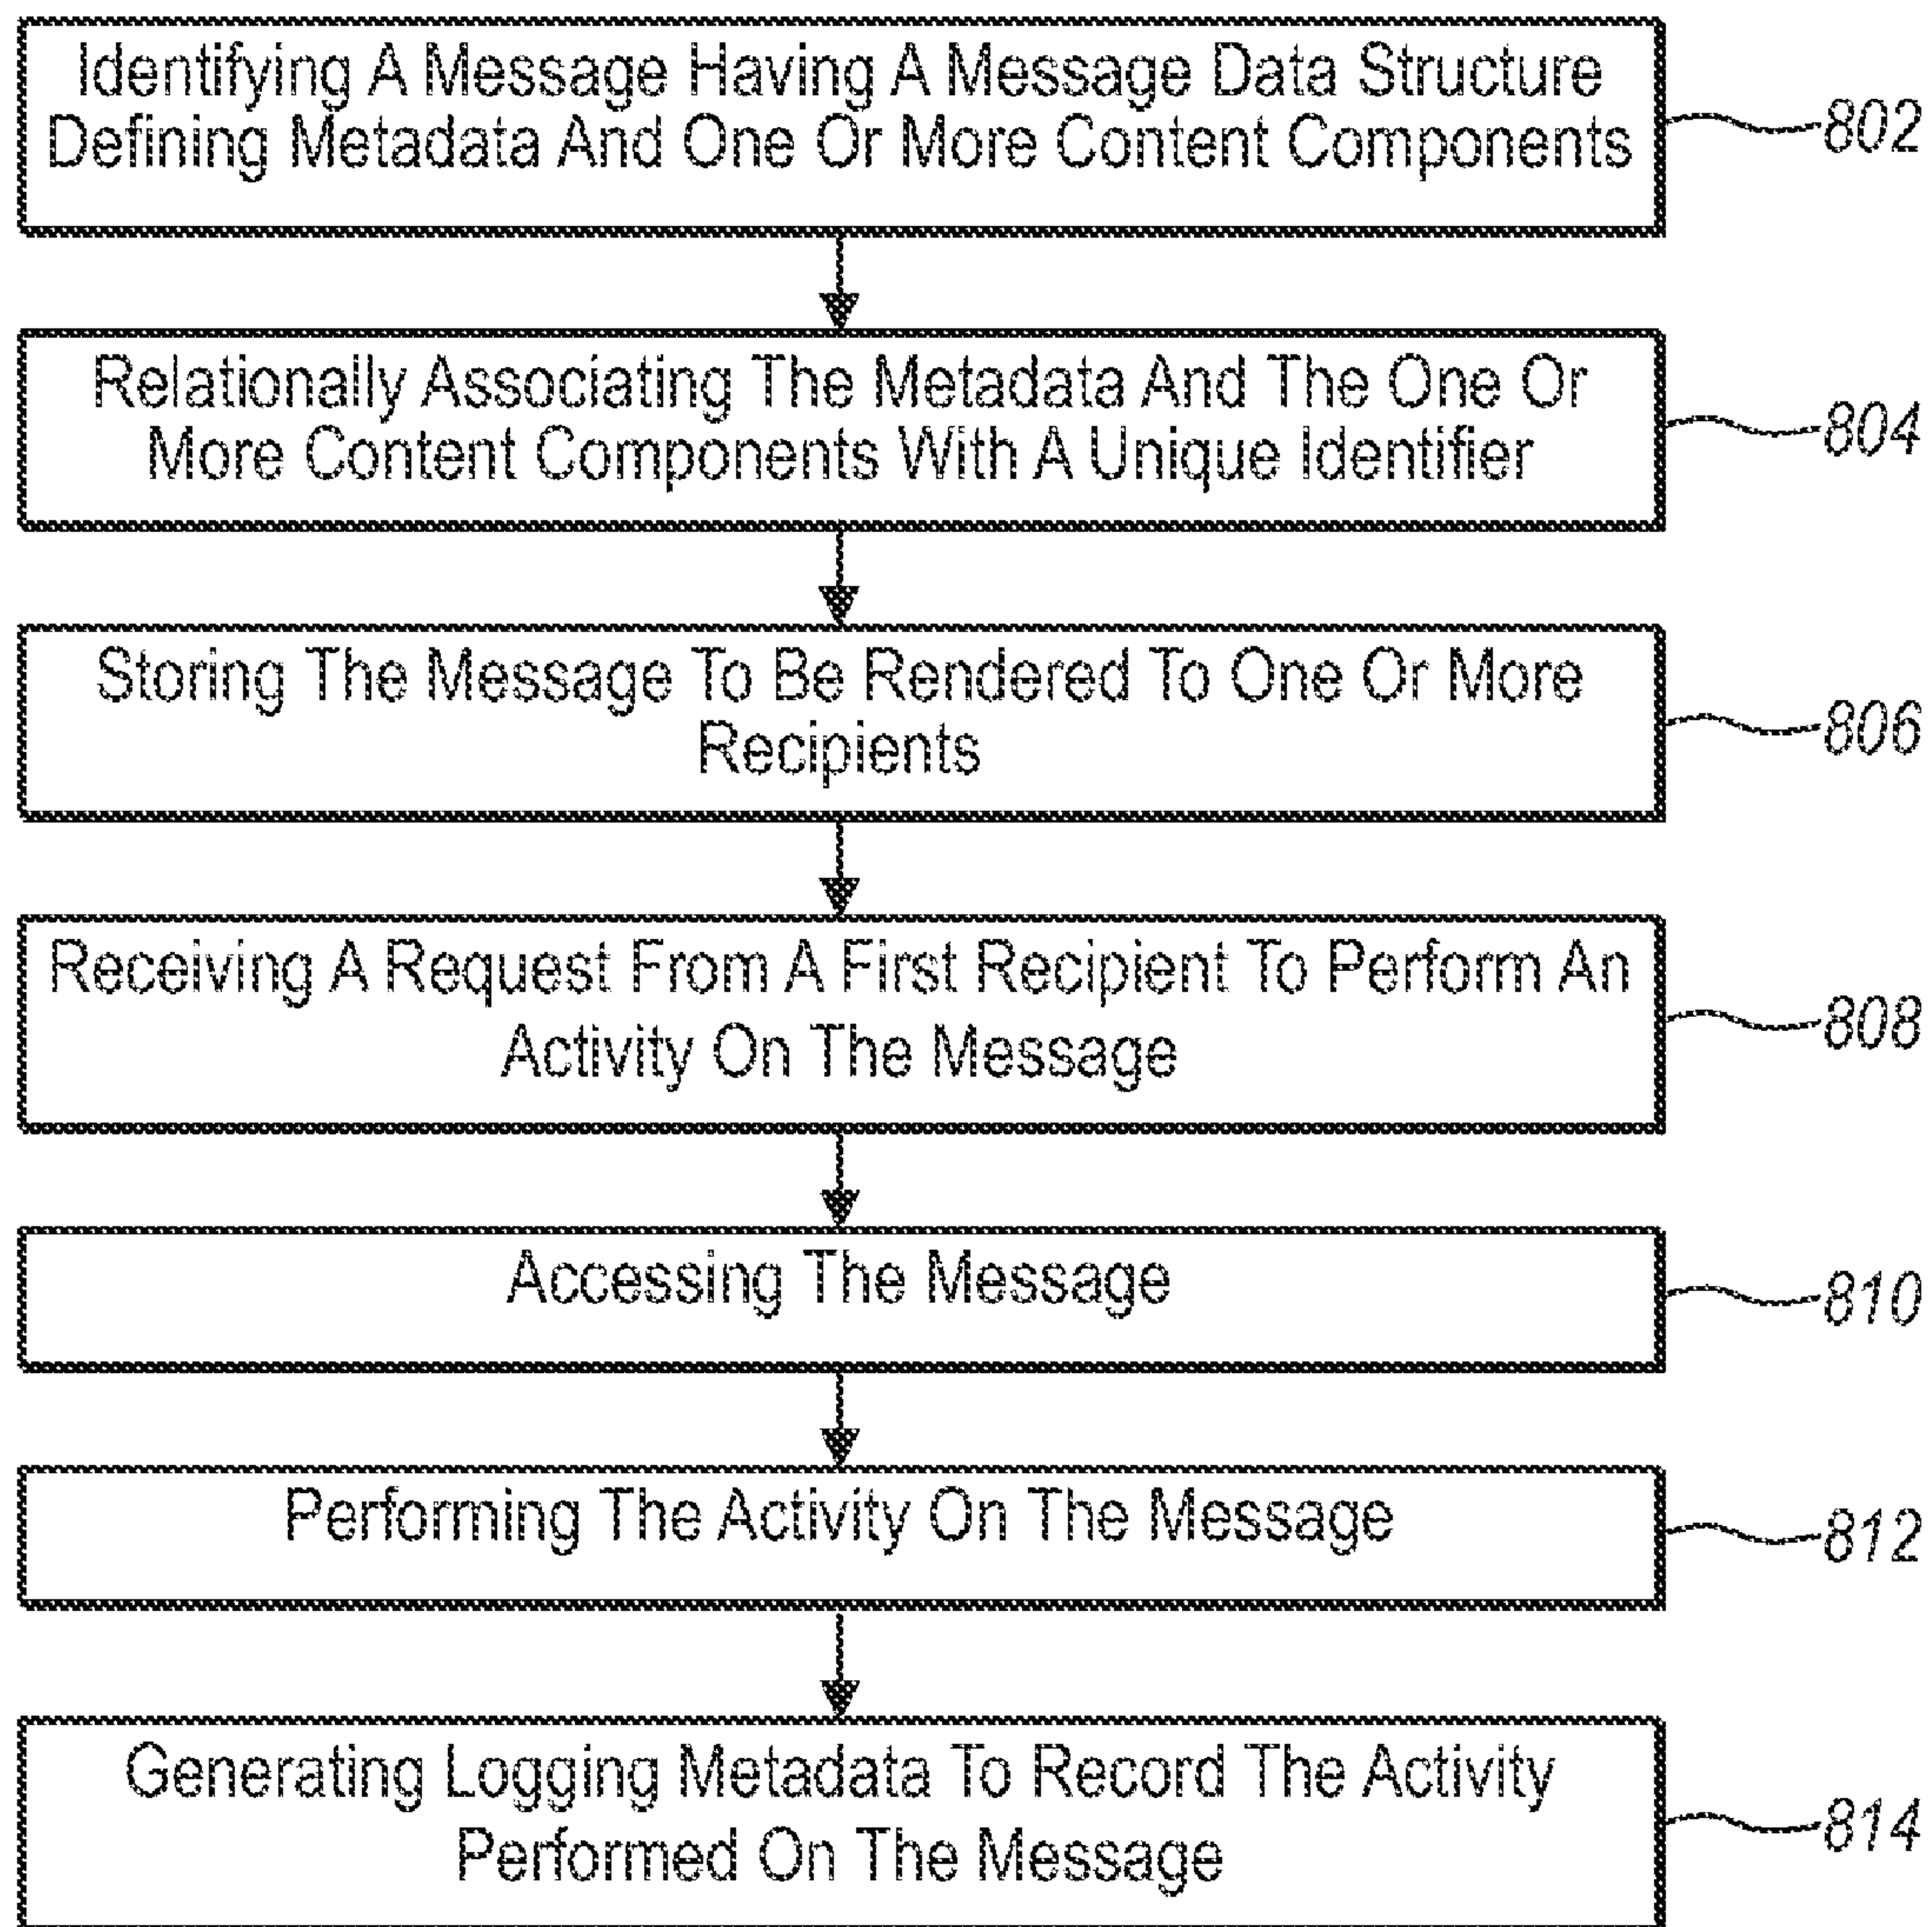 Identifying A Message Having A Message Data Structure
Defining Metadata And One Or More Content Components
802
Relationally Associating The Metadata And The One Or
More Content Components With A Unique Identifier
804
Storing The Message To Be Rendered To One Or More
Recipients
806
Receiving A Request From A First Recipient To Perform An
Activity On The Message
808
Accessing The Message
810
Performing The Activity On The Message
812
Generating Logging Metadata To Record The Activity
Performed On The Message
814